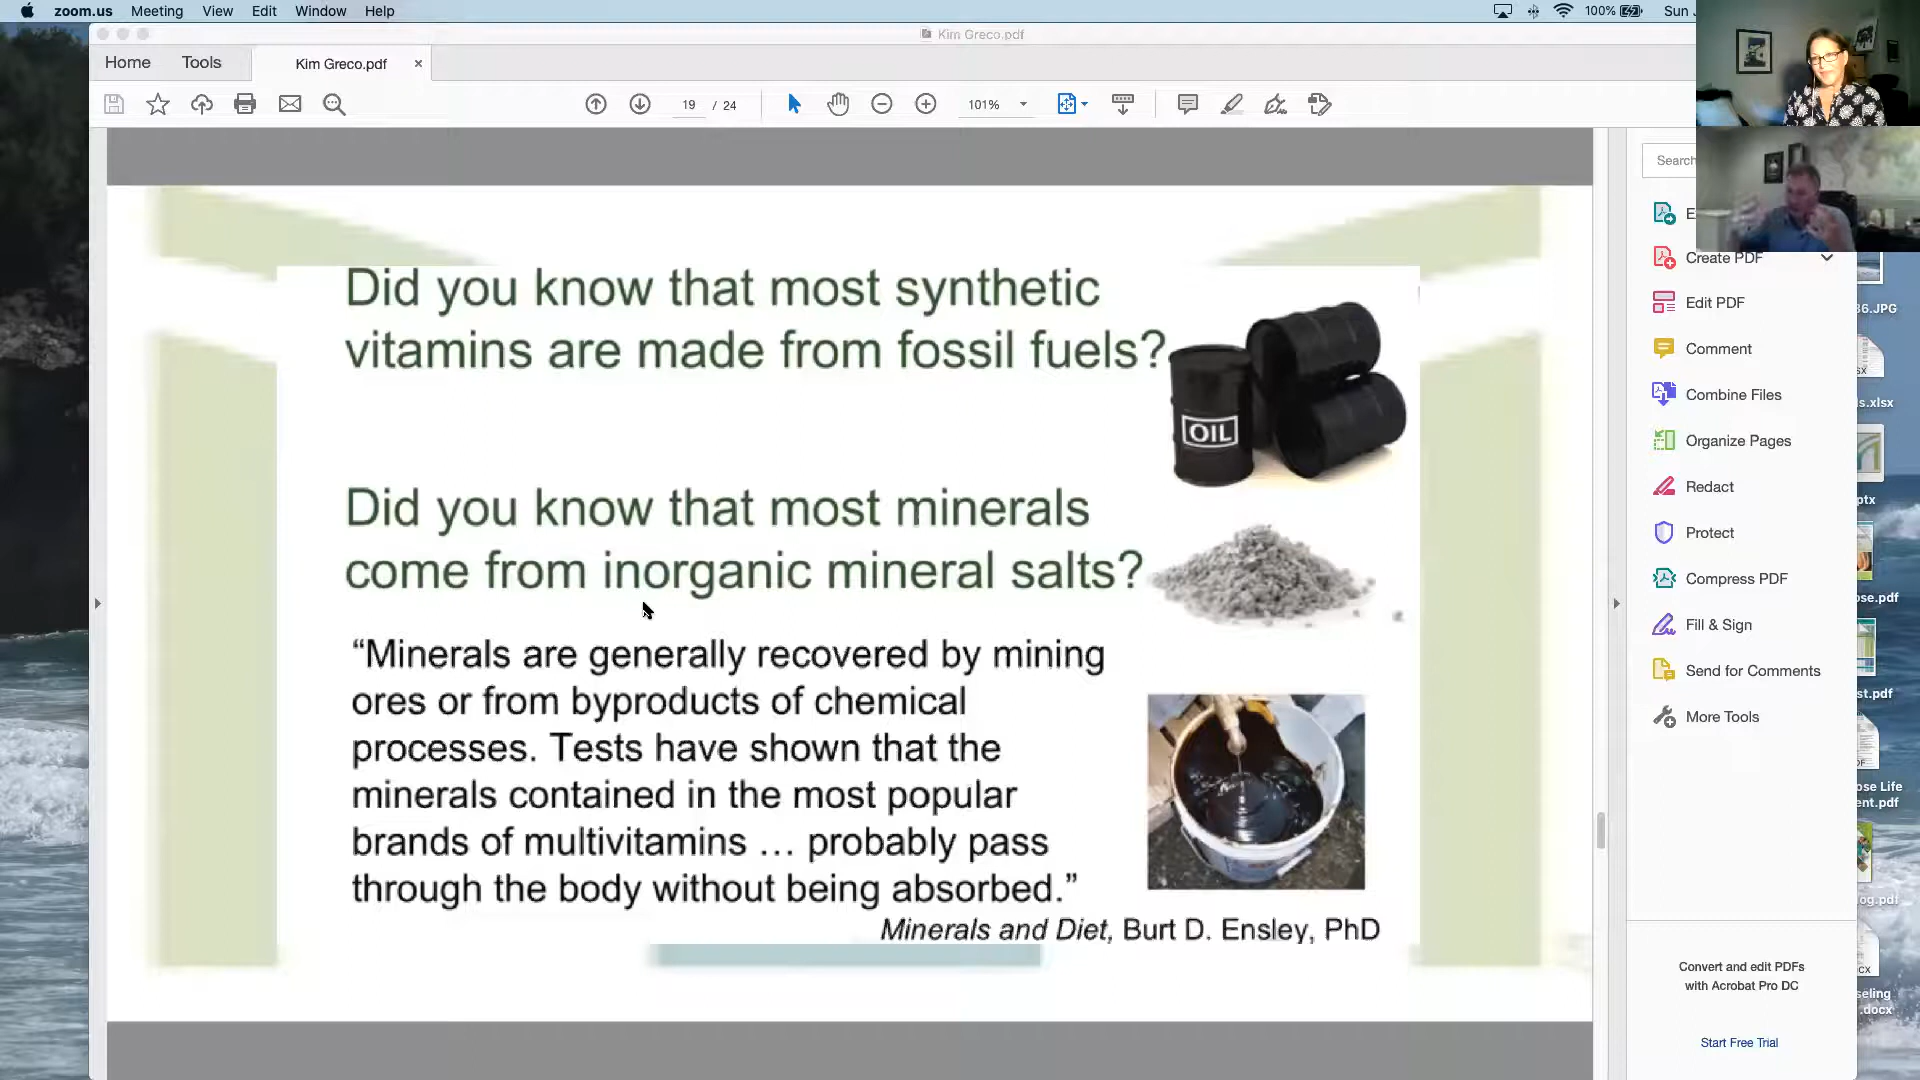 zoom.us Meeting View Edit Window Help 100% Sun
Kim Greco.pdf
Home Tools Kim Greco.pdf ×
19 / 24 101%
Search
Create PDF
Edit PDF
Comment
Combine Files
Organize Pages
Redact
Protect
Compress PDF
Fill & Sign
Send for Comments
More Tools
Convert and edit PDFs
with Acrobat Pro DC
Start Free Trial
Did you know that most synthetic
vitamins are made from fossil fuels?
OIL
Did you know that most minerals
come from inorganic mineral salts?
“Minerals are generally recovered by mining
ores or from byproducts of chemical
processes. Tests have shown that the
minerals contained in the most popular
brands of multivitamins … probably pass
through the body without being absorbed.”
Minerals and Diet, Burt D. Ensley, PhD
36.JPG
ls.xlsx
ptx
ose.pdf
st.pdf
ose Life
ent.pdf
log.pdf
seling
.docx